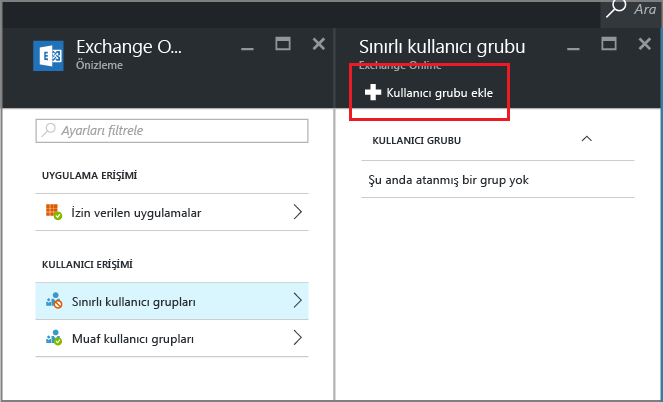 Ara
Exchange O...
Önizleme
Ayarları filtrele
UYGULAMA ERİŞİMİ
İzin verilen uygulamalar
KULLANICI ERİŞİMİ
Sınırlı kullanıcı grupları
Muaf kullanıcı grupları
Sınırlı kullanıcı grubu
Exchange Online
Kullanıcı grubu ekle
KULLANICI GRUBU
Şu anda atanmış bir grup yok